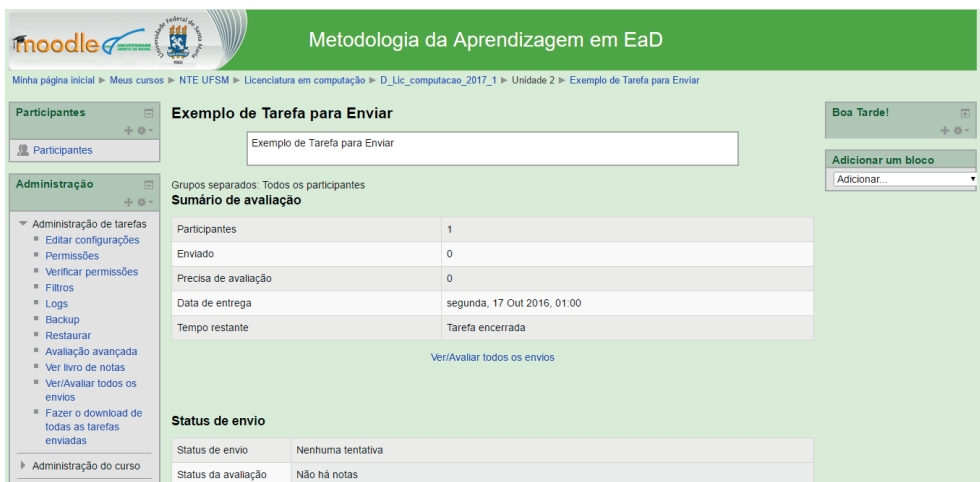 moodle
Universidade Federal de Santa Maria
1960
Metodologia da Aprendizagem em EaD
Minha página inicial ► Meus cursos ► NTE UFSM ► Licenciatura em computação ► D_Lic_computacao_2017_1 ► Unidade 2 ► Exemplo de Tarefa para Enviar
Participantes
Participantes
Administração
Administração de tarefas
Editar configurações
Permissões
Verificar permissões
Filtros
Logs
Backup
Restaurar
Avaliação avançada
Ver livro de notas
Ver/Avaliar todos os
envios
Fazer o download de
todas as tarefas
enviadas
Administração do curso
Exemplo de Tarefa para Enviar
Exemplo de Tarefa para Enviar
Grupos separados: Todos os participantes
Sumário de avaliação
Participantes 1
Enviado 0
Precisa de avaliação 0
Data de entrega segunda, 17 Out 2016, 01:00
Tempo restante Tarefa encerrada
Ver/Avaliar todos os envios
Status de envio
Status de envio Nenhuma tentativa
Status da avaliação Não há notas
Boa Tarde!
Adicionar um bloco
Adicionar...